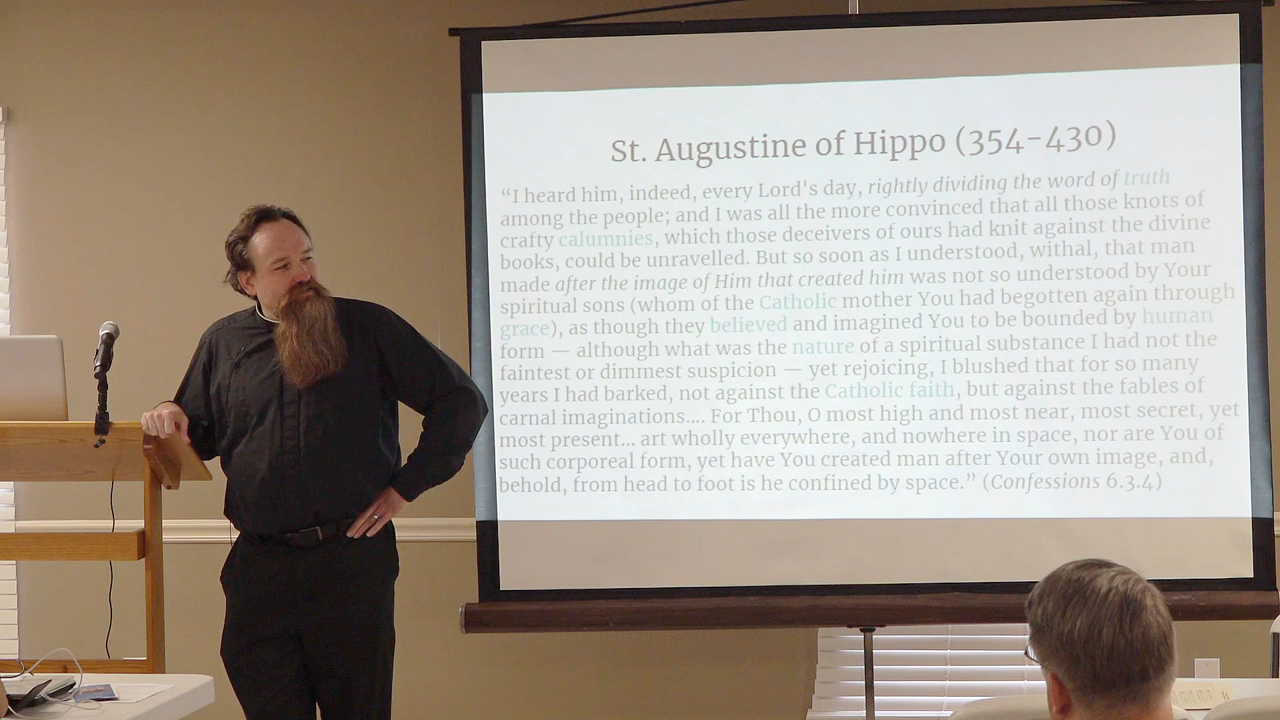 St. Augustine of Hippo (354-430)
“I heard him, indeed, every Lord's day, rightly dividing the word of truth
among the people; and I was all the more convinced that all those knots of
crafty calumnies, which those deceivers of ours had knit against the divine
books, could be unravelled. But so soon as I understood, withal, that man
made after the image of Him that created him was not so understood by Your
spiritual sons (whom of the Catholic mother You had begotten again through
grace), as though they believed and imagined You to be bounded by human
form — although what was the nature of a spiritual substance I had not the
faintest or dimmest suspicion — yet rejoicing, I blushed that for so many
years I had barked, not against the Catholic faith, but against the fables of
carnal imaginations.... For Thou, O most high and most near, most secret, yet
most present... art wholly everywhere, and nowhere in space, nor are You of
such corporeal form, yet have You created man after Your own image, and,
behold, from head to foot is he confined by space.” (Confessions 6.3.4)